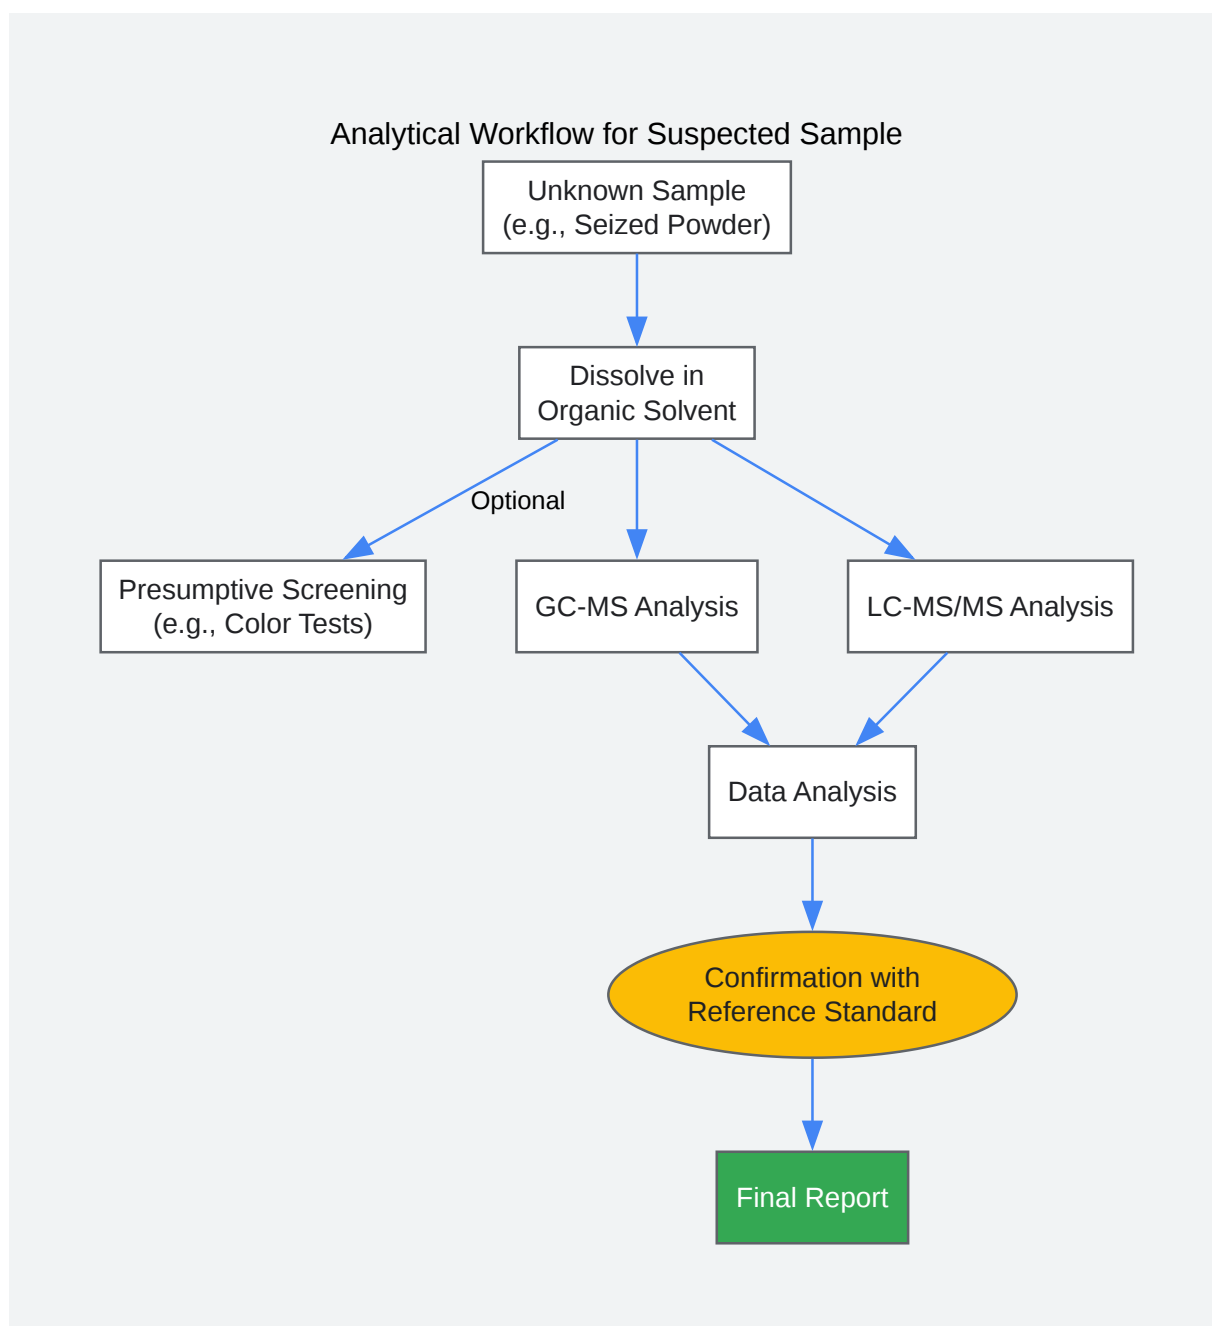 Analytical Workflow for Suspected Sample
Unknown Sample
(e.g., Seized Powder)
Dissolve in
Organic Solvent
Optional
Presumptive Screening
(e.g., Color Tests)
GC-MS Analysis
LC-MS/MS Analysis
Data Analysis
Confirmation with
Reference Standard
Final Report